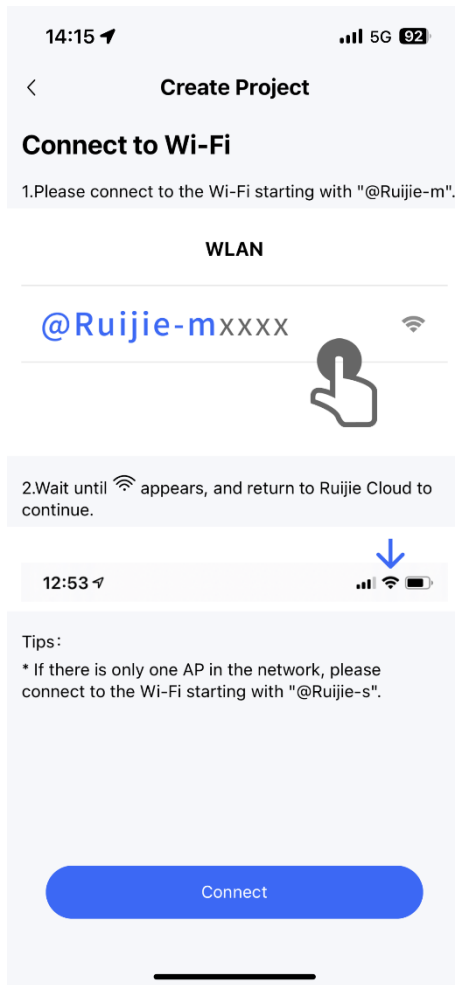 14:15
5G 92
Create Project
Connect to Wi-Fi
1.Please connect to the Wi-Fi starting with "@Ruijie-m".
WLAN
@Ruijie-mxxxx
2.Wait until appears, and return to Ruijie Cloud to
continue.
12:53
Tips:
* If there is only one AP in the network, please
connect to the Wi-Fi starting with "@Ruijie-s".
Connect